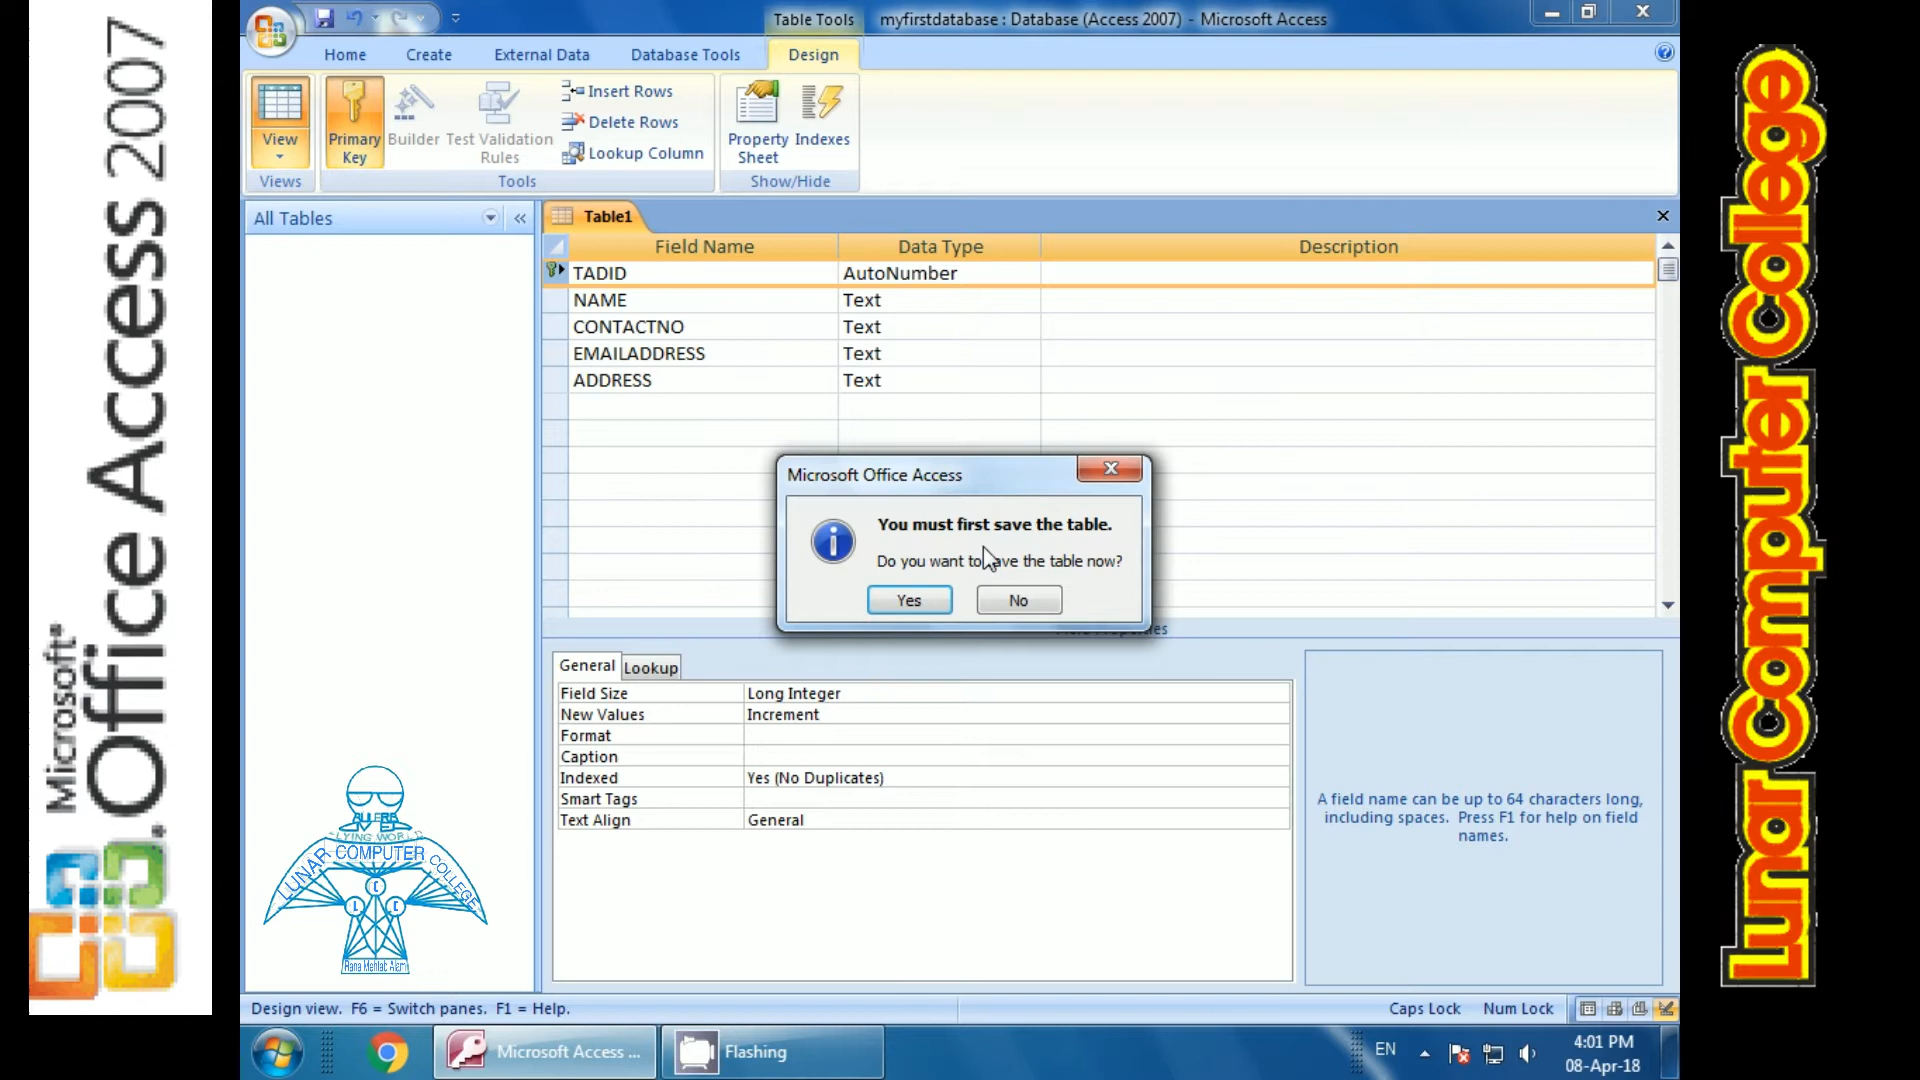 Microsoft®
Office Access 2007
Table Tools
myfirstdatabase : Database (Access 2007) - Microsoft Access
Home
Create
External Data
Database Tools
Design
View
Primary
Key
Builder
Test Validation
Rules
Insert Rows
Delete Rows
Lookup Column
Property
Sheet
Indexes
Views
Tools
Show/Hide
All Tables
Table1
Field Name
Data Type
Description
TADID
AutoNumber
NAME
Text
CONTACTNO
Text
EMAILADDRESS
Text
ADDRESS
Text
Microsoft Office Access
You must first save the table.
Do you want to save the table now?
Yes
No
General
Lookup
Field Size
Long Integer
New Values
Increment
Format
Caption
Indexed
Yes (No Duplicates)
Smart Tags
Text Align
General
A field name can be up to 64 characters long,
including spaces. Press F1 for help on field
names.
LUNAR COMPUTER COLLEGE
L
C
C
Rana Mehtab Alam
Design view. F6 = Switch panes. F1 = Help.
Caps Lock
Num Lock
Microsoft Access ...
Flashing
EN
4:01 PM
08-Apr-18
Lunar Computer College